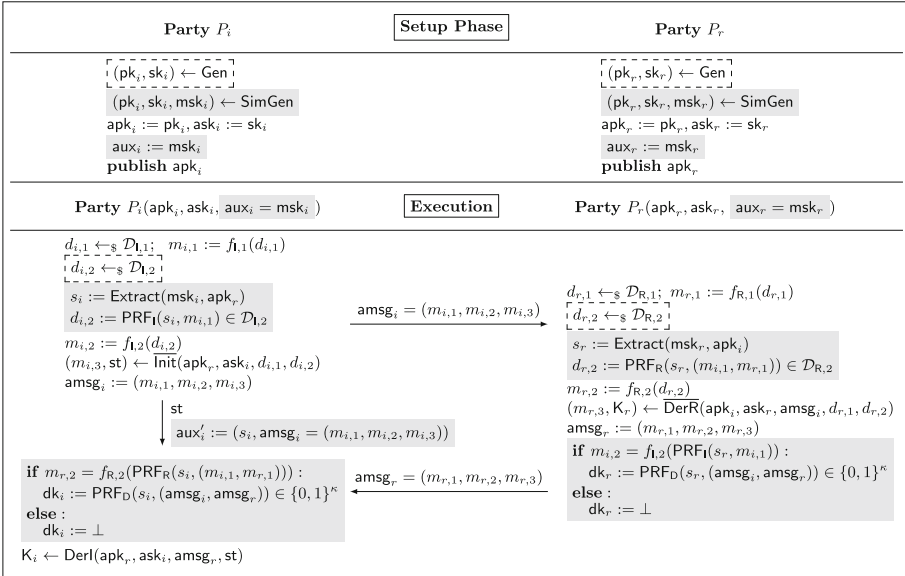 Party P_i Setup Phase Party P_r
(pk_i, sk_i) ← Gen
(pk_i, sk_i, msk_i) ← SimGen
apk_i := pk_i, ask_i := sk_i
aux_i := msk_i
publish apk_i
(pk_r, sk_r) ← Gen
(pk_r, sk_r, msk_r) ← SimGen
apk_r := pk_r, ask_r := sk_r
aux_r := msk_r
publish apk_r
Party P_i(apk_i, ask_i, aux_i = msk_i) Execution Party P_r(apk_r, ask_r, aux_r = msk_r)
d_{i,1} ←_$ 𝒟_{I,1}; m_{i,1} := f_{I,1}(d_{i,1})
d_{i,2} ←_$ 𝒟_{I,2}
s_i := Extract(msk_i, apk_r)
d_{i,2} := PRF_I(s_i, m_{i,1}) ∈ 𝒟_{I,2}
m_{i,2} := f_{I,2}(d_{i,2})
(m_{i,3}, st) ← \overline{Init}(apk_r, ask_i, d_{i,1}, d_{i,2})
amsg_i := (m_{i,1}, m_{i,2}, m_{i,3})
amsg_i = (m_{i,1}, m_{i,2}, m_{i,3})
d_{r,1} ←_$ 𝒟_{R,1}; m_{r,1} := f_{R,1}(d_{r,1})
d_{r,2} ←_$ 𝒟_{R,2}
s_r := Extract(msk_r, apk_i)
d_{r,2} := PRF_R(s_r, (m_{i,1}, m_{r,1})) ∈ 𝒟_{R,2}
m_{r,2} := f_{R,2}(d_{r,2})
(m_{r,3}, K_r) ← \overline{DerR}(apk_i, ask_r, amsg_i, d_{r,1}, d_{r,2})
amsg_r := (m_{r,1}, m_{r,2}, m_{r,3})
if m_{i,2} = f_{I,2}(PRF_I(s_r, m_{i,1})) :
dk_r := PRF_D(s_r, (amsg_i, amsg_r)) ∈ {0, 1}^κ
else :
dk_r := ⊥
amsg_r = (m_{r,1}, m_{r,2}, m_{r,3})
st
aux'_i := (s_i, amsg_i = (m_{i,1}, m_{i,2}, m_{i,3}))
if m_{r,2} = f_{R,2}(PRF_R(s_i, (m_{i,1}, m_{r,1}))) :
dk_i := PRF_D(s_i, (amsg_i, amsg_r)) ∈ {0, 1}^κ
else :
dk_i := ⊥
K_i ← DerI(apk_r, ask_i, amsg_r, st)